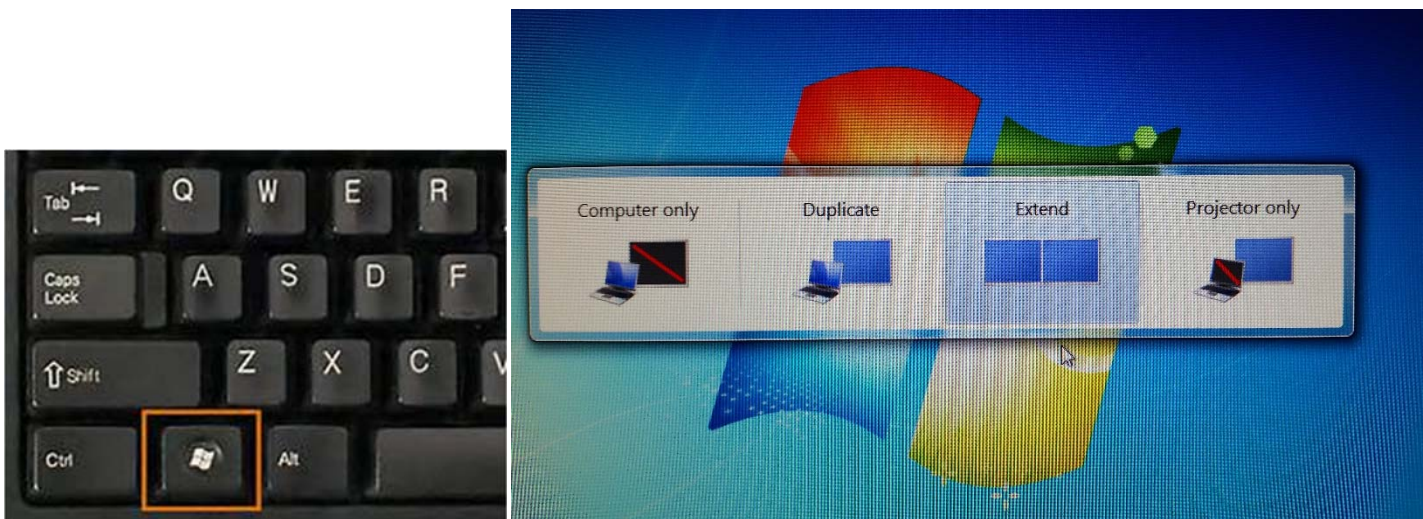 Tab
Q W E R
Caps
Lock
A S D F
Shift
Z X C V
Ctrl
Alt
Computer only
Duplicate
Extend
Projector only